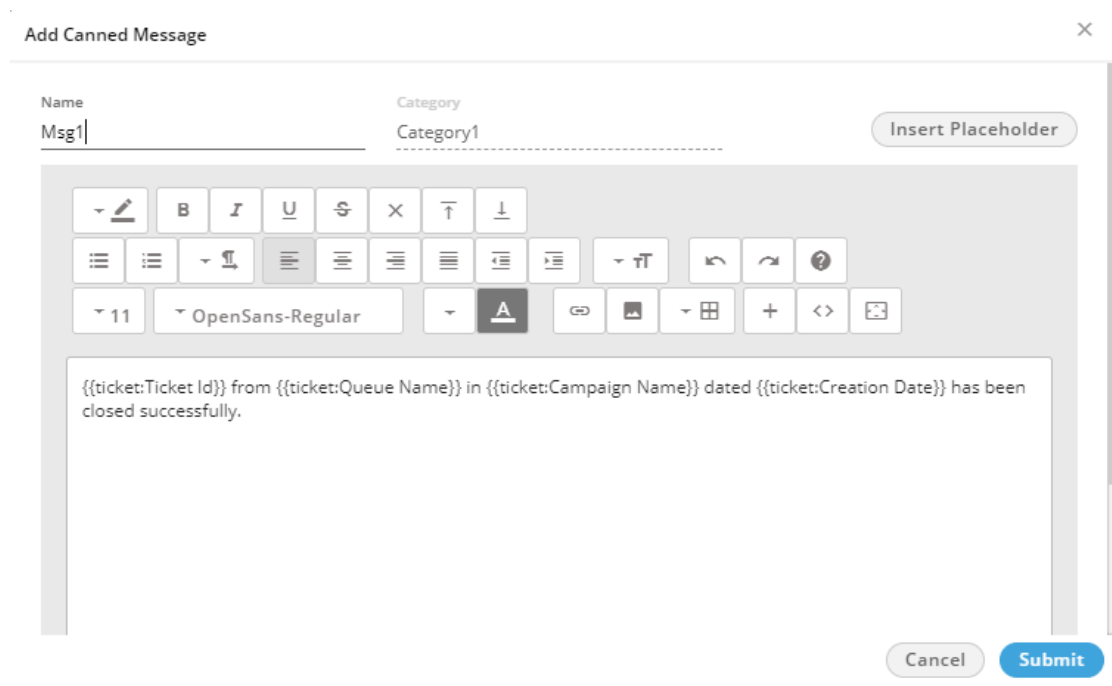 Add Canned Message
Name
Category
Msg1
Category1
Insert Placeholder
B I U S
11
OpenSans-Regular
A
{{ticket:Ticket Id}} from {{ticket:Queue Name}} in {{ticket:Campaign Name}} dated {{ticket:Creation Date}} has been
closed successfully.
Cancel
Submit